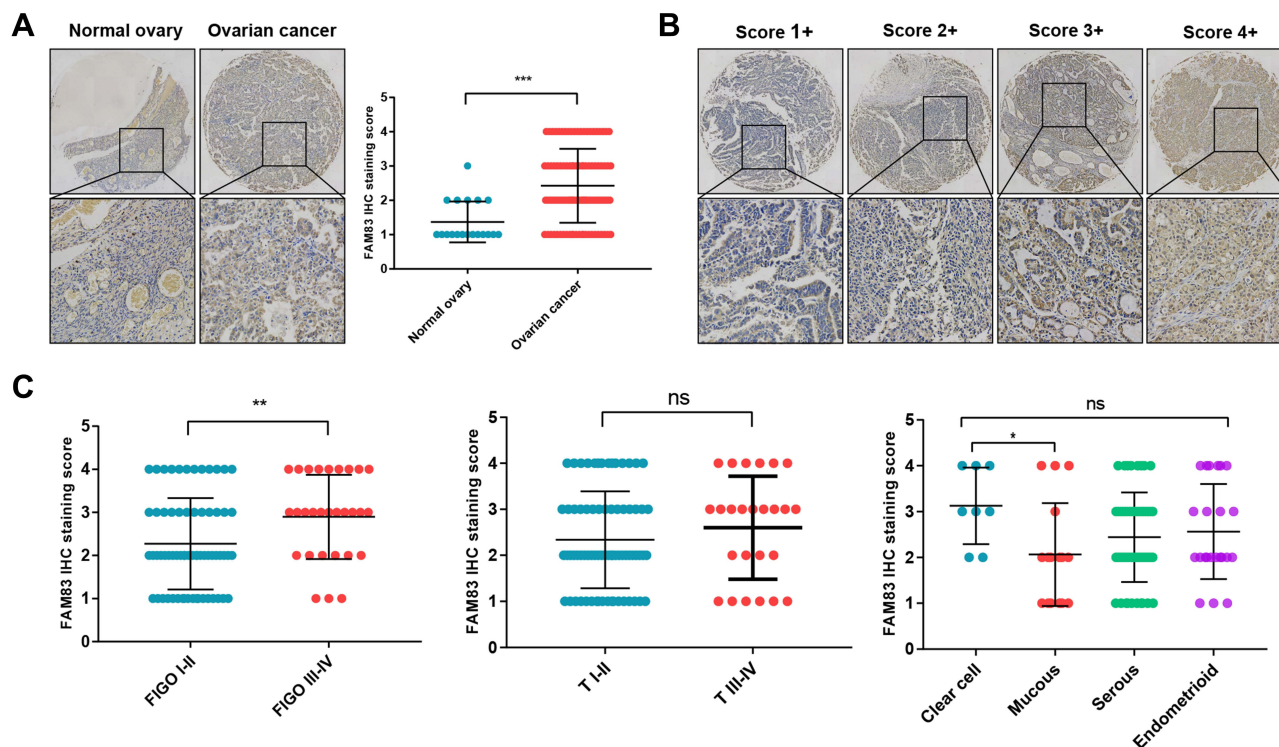 A
Normal ovary
Ovarian cancer
***
FAM83 IHC staining score
5
4
3
2
1
0
Normal ovary
Ovarian cancer
B
Score 1+
Score 2+
Score 3+
Score 4+
C
**
FAM83 IHC staining score
5
4
3
2
1
0
FIGO I-II
FIGO III-IV
ns
FAM83 IHC staining score
5
4
3
2
1
0
T I-II
T III-IV
ns
*
FAM83 IHC staining score
5
4
3
2
1
0
Clear cell
Mucous
Serous
Endometrioid